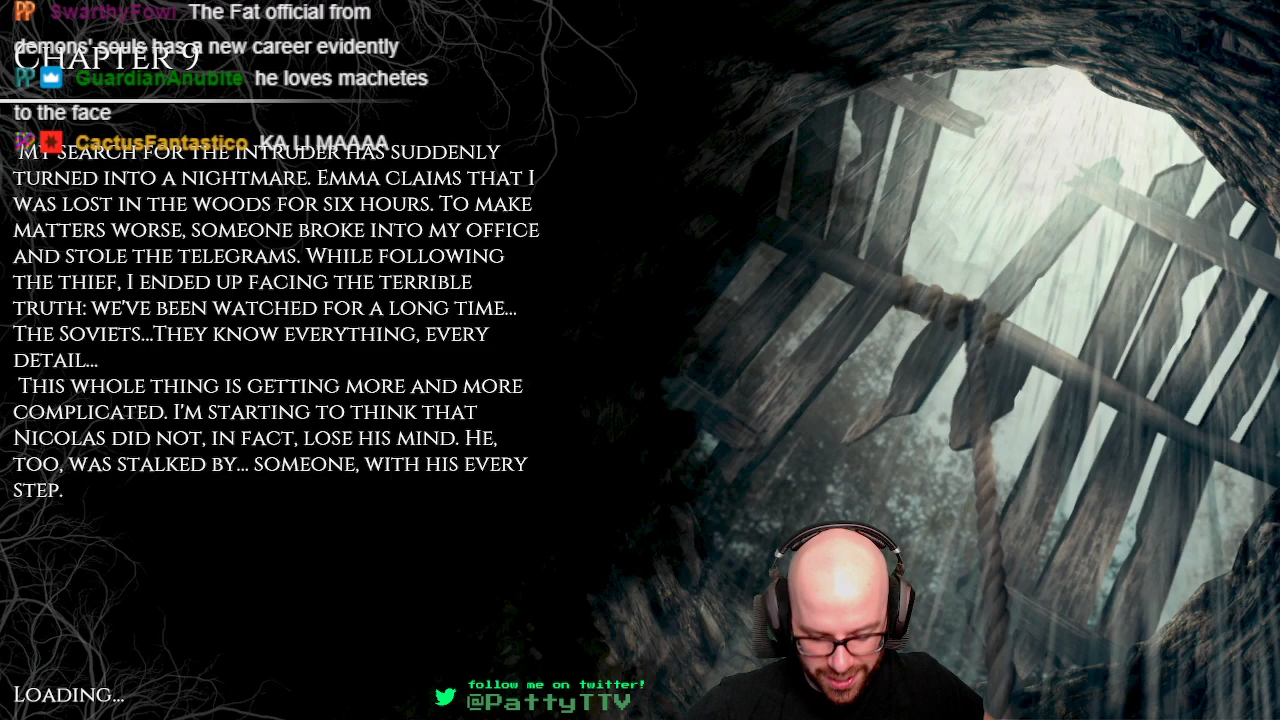 SwarthyFowl The Fat official from
demons' souls has a new career evidently
Chapter 9
GuardianAnubite he loves machetes
to the face
CactusFantastico KA LI MAAAA
My search for the intruder has suddenly
turned into a nightmare. Emma claims that I
was lost in the woods for six hours. To make
matters worse, someone broke into my office
and stole the telegrams. While following
the thief, I ended up facing the terrible
truth: we've been watched for a long time...
The Soviets...They know everything, every
detail...
This whole thing is getting more and more
complicated. I'm starting to think that
Nicolas did not, in fact, lose his mind. He,
too, was stalked by... someone, with his every
step.
Loading...
follow me on twitter!
@PattyTTV